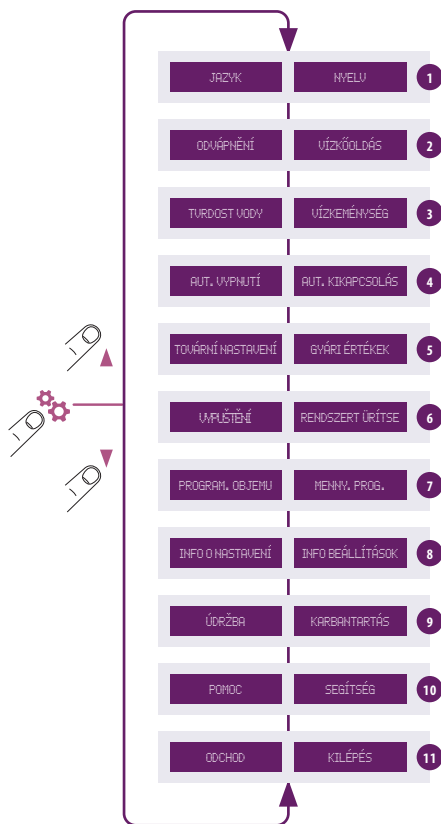 JAZYK NYELV 1
ODVÁPNĚNÍ VÍZKŐOLDÁS 2
TVRDOST VODY VÍZKEMÉNYSÉG 3
AUT. VYPNUTÍ AUT. KIKAPCSOLÁS 4
TOVÁRNÍ NASTAVENÍ GYÁRI ÉRTÉKEK 5
VYPUŠTĚNÍ RENDSZERT ÜRÍTSE 6
PROGRAM. OBJEMU MENNY. PROG. 7
INFO O NASTAVENÍ INFO BEÁLLÍTÁSOK 8
ÚDRŽBA KARBANTARTÁS 9
POMOC SEGÍTSÉG 10
ODCHOD KILÉPÉS 11